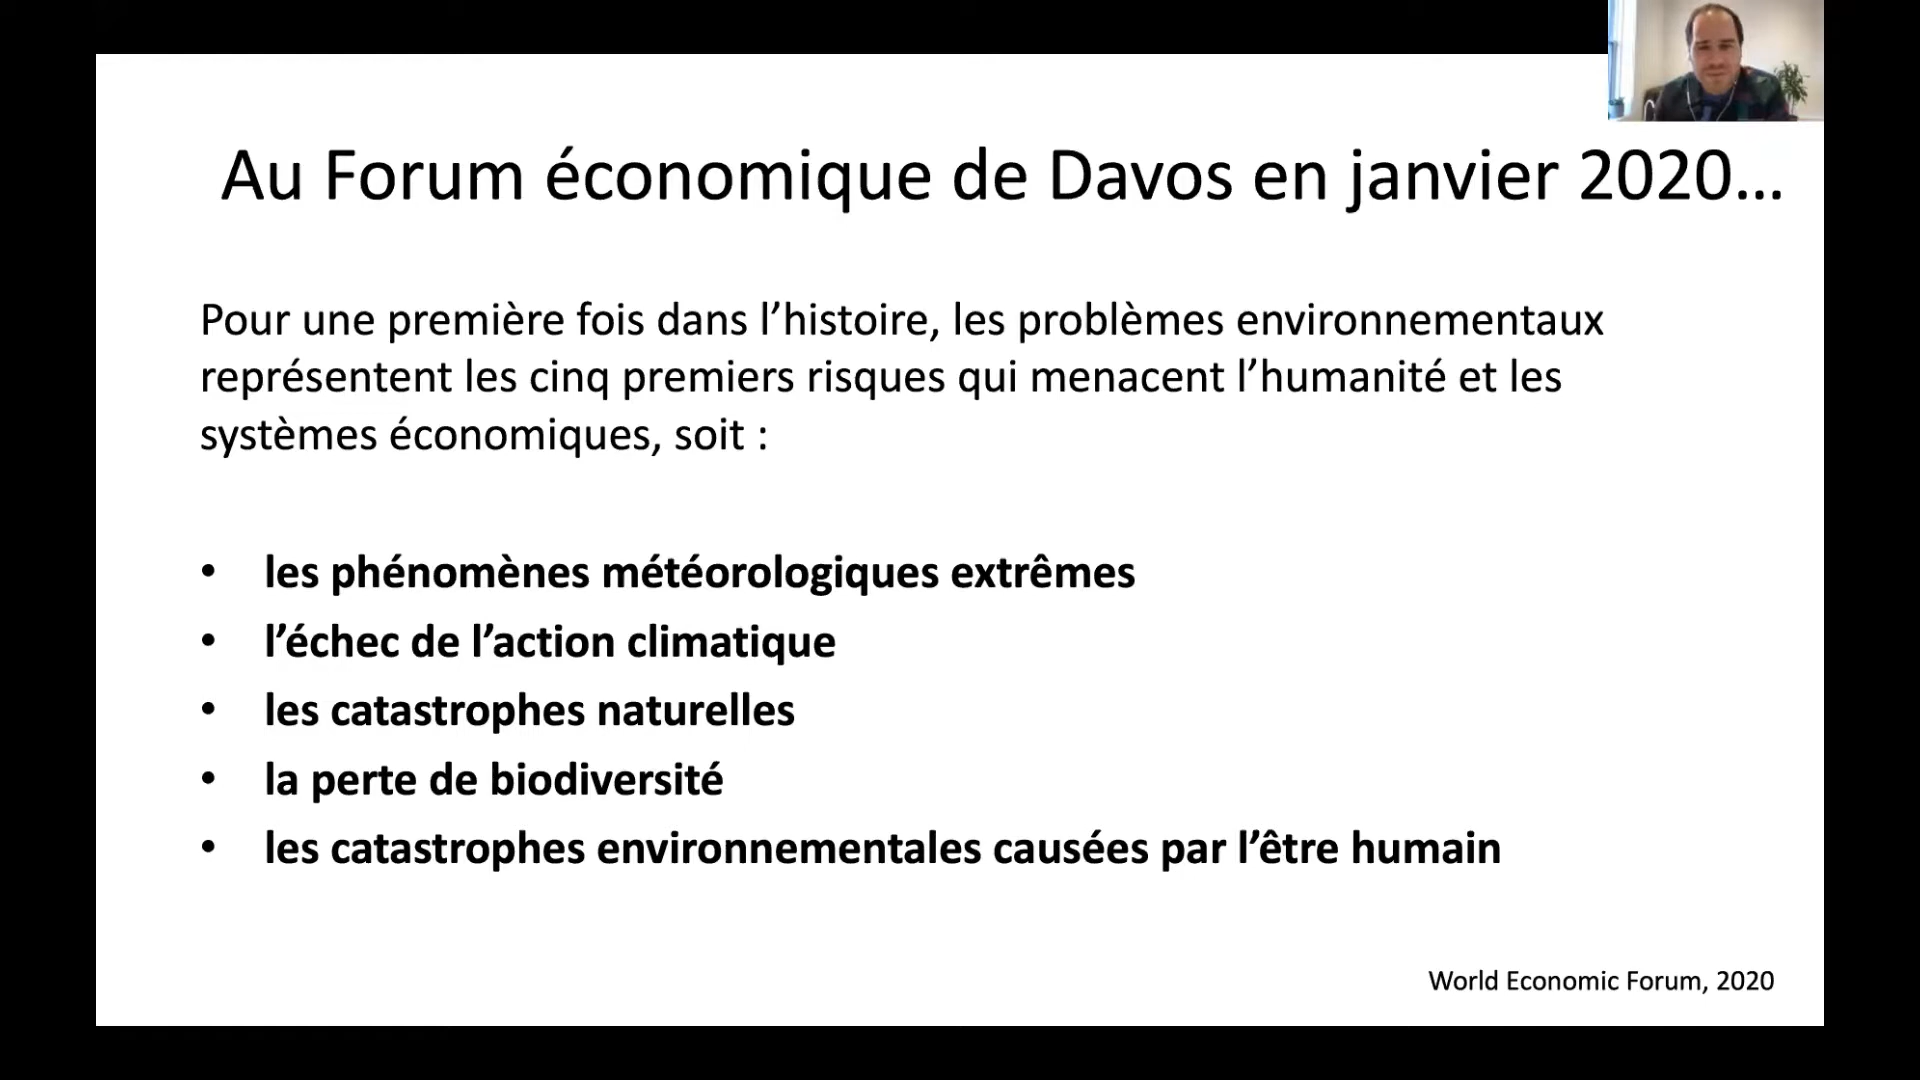 Au Forum économique de Davos en janvier 2020…
Pour une première fois dans l’histoire, les problèmes environnementaux
représentent les cinq premiers risques qui menacent l’humanité et les
systèmes économiques, soit :
• les phénomènes météorologiques extrêmes
• l’échec de l’action climatique
• les catastrophes naturelles
• la perte de biodiversité
• les catastrophes environnementales causées par l’être humain
World Economic Forum, 2020